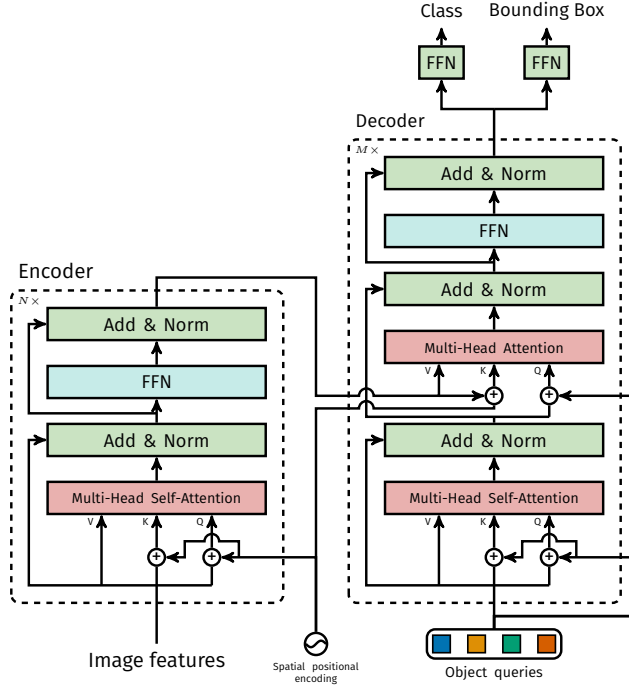 Class
Bounding Box
FFN
FFN
Decoder
M ×
Add & Norm
FFN
Add & Norm
Multi-Head Attention
V
K
Q
Add & Norm
Multi-Head Self-Attention
V
K
Q
+
+
+
+
Encoder
N ×
Add & Norm
FFN
Add & Norm
Multi-Head Self-Attention
V
K
Q
+
+
Image features
Spatial positional
encoding
Object queries